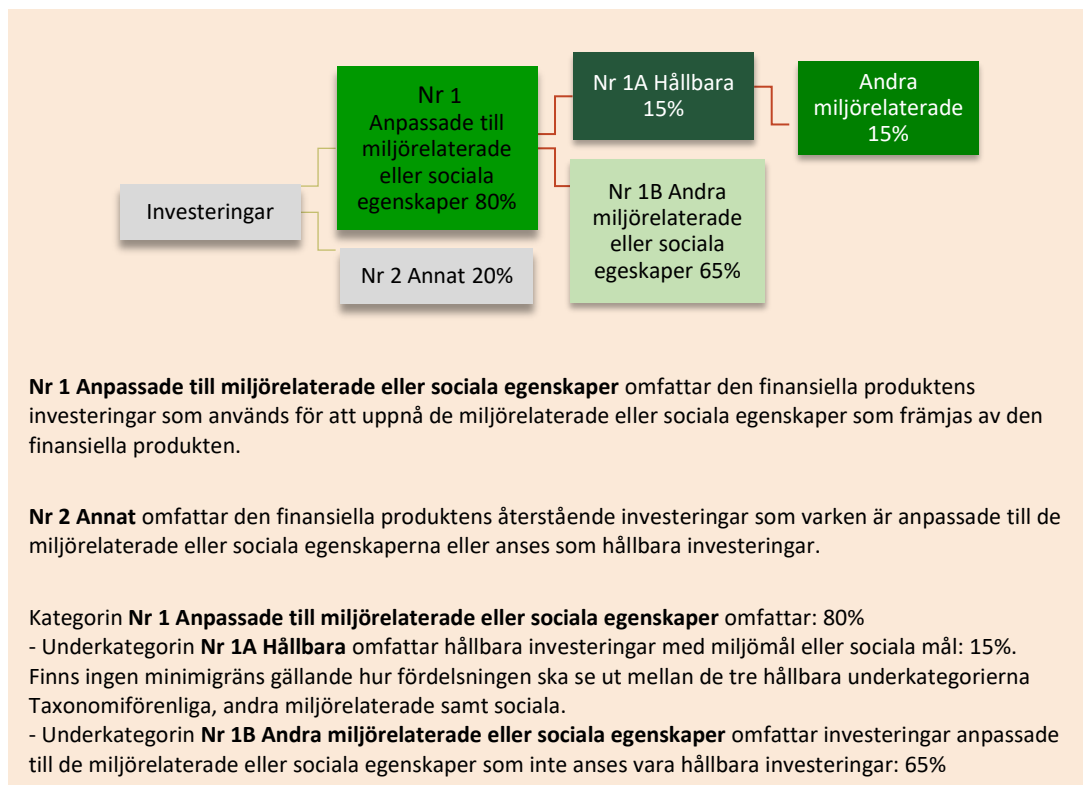 Investeringar
Nr 1
Anpassade till
miljörelaterade
eller sociala
egenskaper 80%
Nr 2 Annat 20%
Nr 1A Hållbara
15%
Nr 1B Andra
miljörelaterade
eller sociala
egeskaper 65%
Andra
miljörelaterade
15%
Nr 1 Anpassade till miljörelaterade eller sociala egenskaper omfattar den finansiella produktens
investeringar som används för att uppnå de miljörelaterade eller sociala egenskaper som främjas av den
finansiella produkten.
Nr 2 Annat omfattar den finansiella produktens återstående investeringar som varken är anpassade till de
miljörelaterade eller sociala egenskaperna eller anses som hållbara investeringar.
Kategorin Nr 1 Anpassade till miljörelaterade eller sociala egenskaper omfattar: 80%
- Underkategorin Nr 1A Hållbara omfattar hållbara investeringar med miljömål eller sociala mål: 15%.
Finns ingen minimigräns gällande hur fördelsningen ska se ut mellan de tre hållbara underkategorierna
Taxonomiförenliga, andra miljörelaterade samt sociala.
- Underkategorin Nr 1B Andra miljörelaterade eller sociala egenskaper omfattar investeringar anpassade
till de miljörelaterade eller sociala egenskaper som inte anses vara hållbara investeringar: 65%